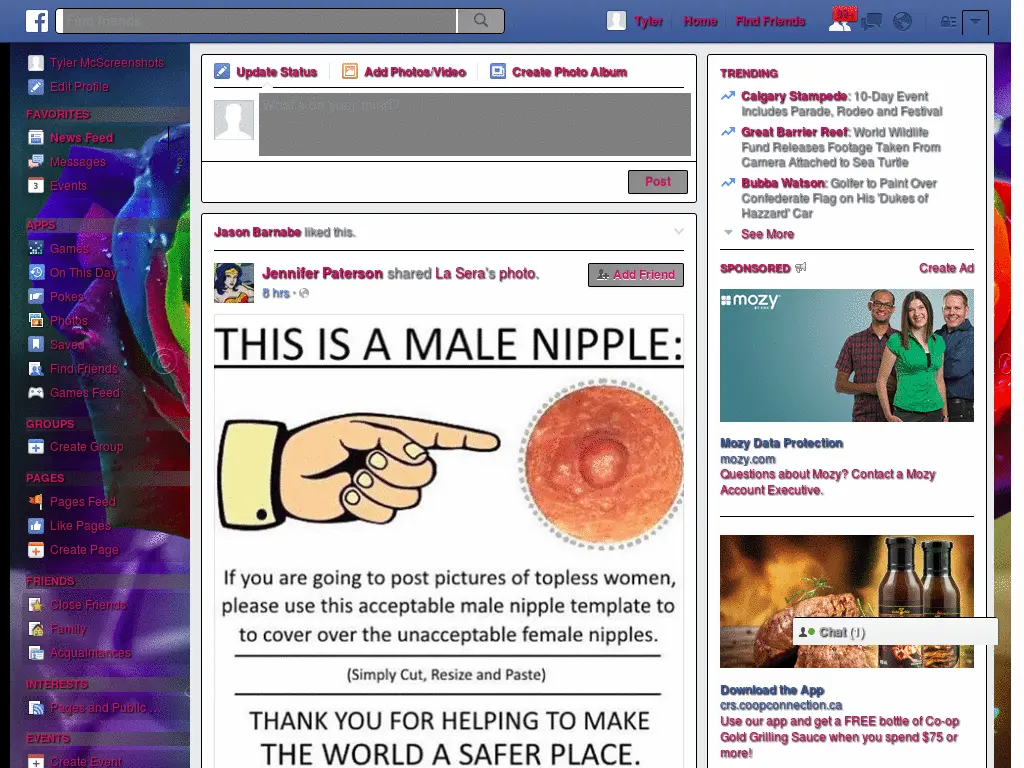 Find friends
Tyler Home Find Friends
99+
Tyler McScreenshots
Edit Profile
FAVORITES
News Feed
Messages
Events
APPS
Games
On This Day
Pokes
Photos
Saved
Find Friends
Games Feed
GROUPS
Create Group
PAGES
Pages Feed
Like Pages
Create Page
FRIENDS
Close Friends
Family
Acquaintances
INTERESTS
Pages and Public ...
EVENTS
Create Event
Update Status Add Photos/Video Create Photo Album
What's on your mind?
Post
Jason Barnabe liked this.
Jennifer Paterson shared La Sera's photo.
8 hrs ·
Add Friend
THIS IS A MALE NIPPLE:
If you are going to post pictures of topless women,
please use this acceptable male nipple template to
to cover over the unacceptable female nipples.
(Simply Cut, Resize and Paste)
THANK YOU FOR HELPING TO MAKE
THE WORLD A SAFER PLACE.
TRENDING
Calgary Stampede: 10-Day Event
Includes Parade, Rodeo and Festival
Great Barrier Reef: World Wildlife
Fund Releases Footage Taken From
Camera Attached to Sea Turtle
Bubba Watson: Golfer to Paint Over
Confederate Flag on His 'Dukes of
Hazzard' Car
See More
SPONSORED Create Ad
mozy
Mozy Data Protection
mozy.com
Questions about Mozy? Contact a Mozy
Account Executive.
Chat (1)
Download the App
crs.coopconnection.ca
Use our app and get a FREE bottle of Co-op
Gold Grilling Sauce when you spend $75 or
more!